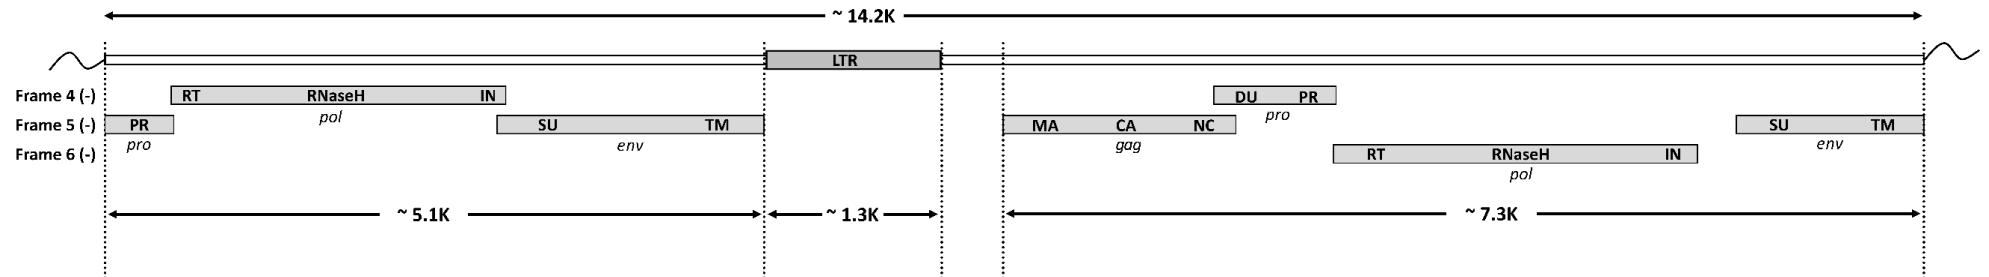 ~ 14.2K
LTR
Frame 4 (-) RT RNaseH IN DU PR
pol pro
Frame 5 (-) PR SU TM MA CA NC SU TM
pro env gag env
Frame 6 (-) RT RNaseH IN
pol
~ 5.1K ~ 1.3K ~ 7.3K